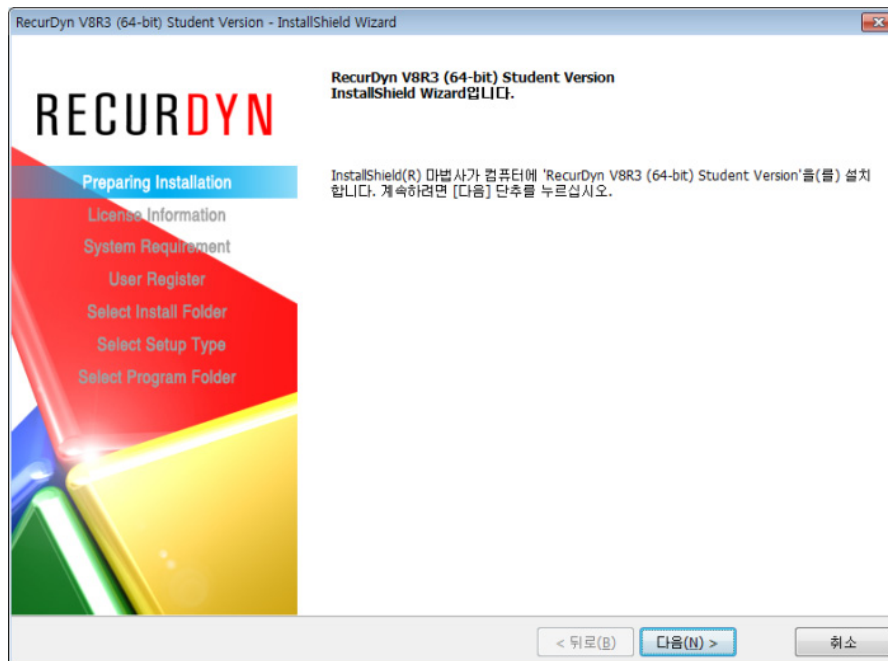 RecurDyn V8R3 (64-bit) Student Version - InstallShield Wizard
RECURDYN
Preparing Installation
License Information
System Requirement
User Register
Select Install Folder
Select Setup Type
Select Program Folder
RecurDyn V8R3 (64-bit) Student Version
InstallShield Wizard입니다.
InstallShield(R) 마법사가 컴퓨터에 'RecurDyn V8R3 (64-bit) Student Version'을(를) 설치
합니다. 계속하려면 [다음] 단추를 누르십시오.
< 뒤로(B)
다음(N) >
취소